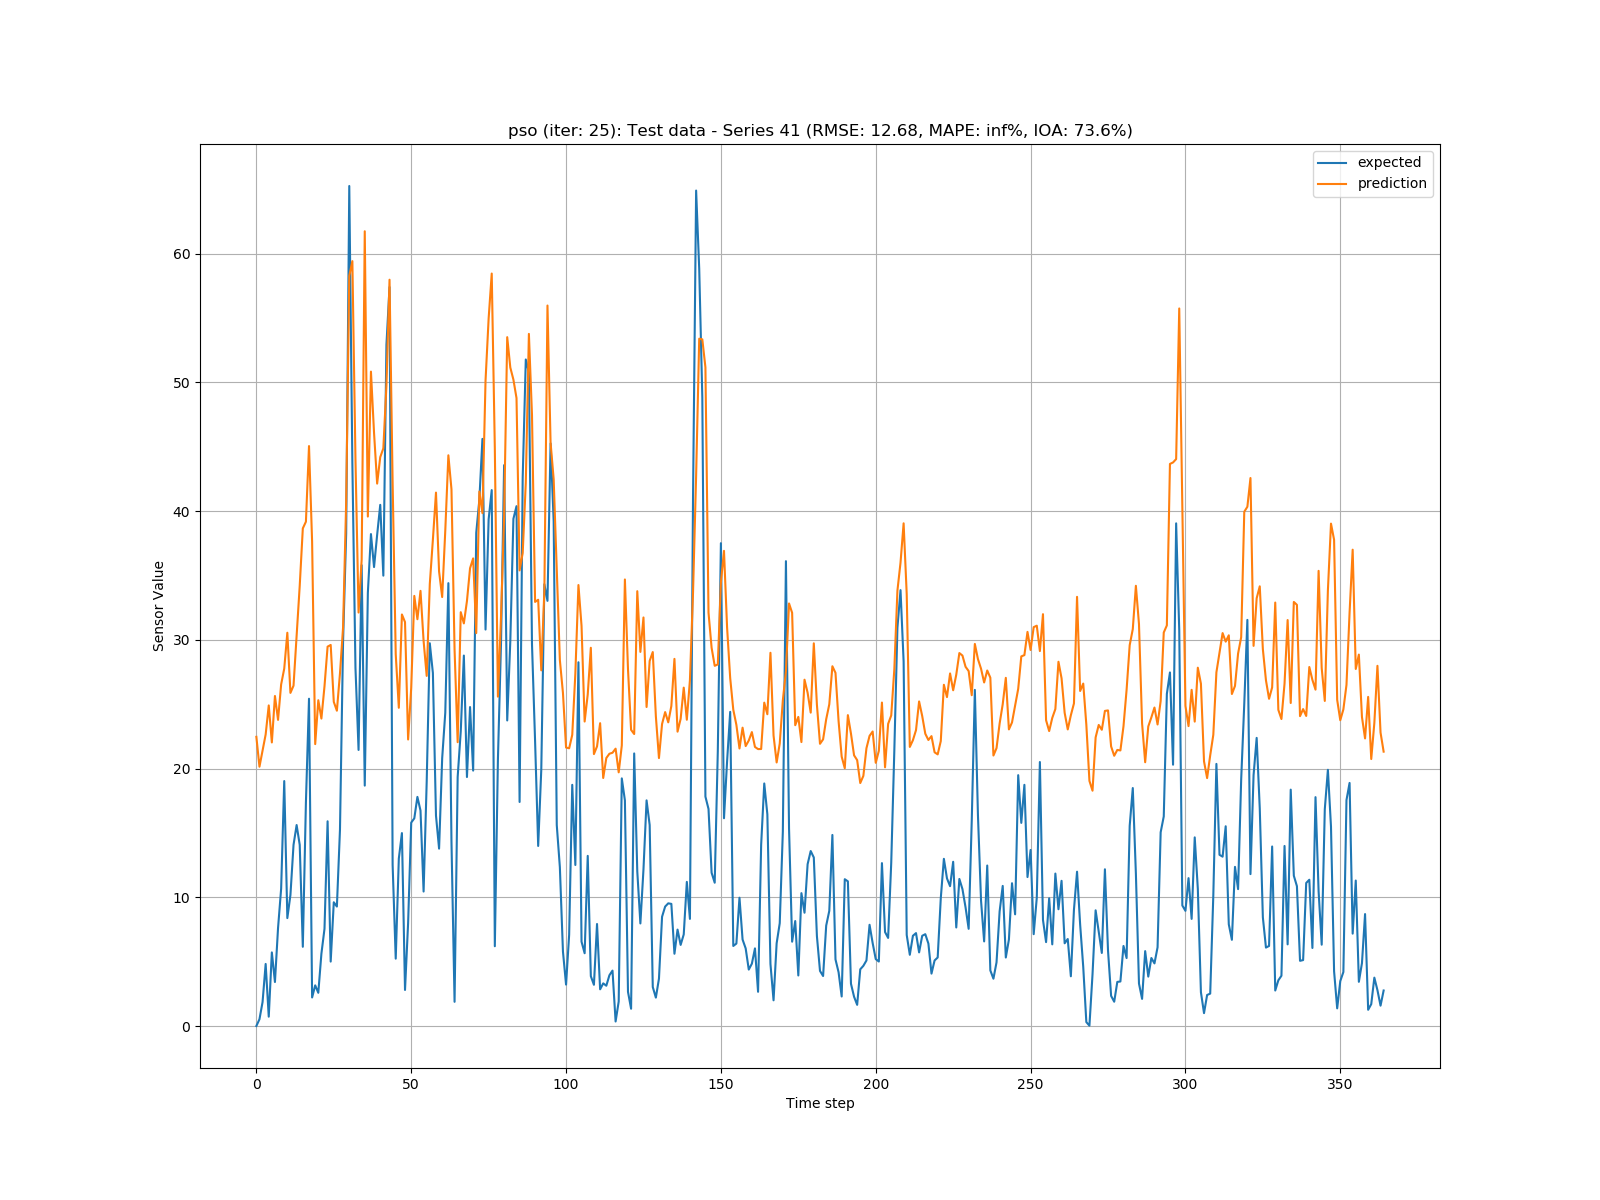 pso (iter: 25): Test data - Series 41 (RMSE: 12.68, MAPE: inf%, IOA: 73.6%)
expected
prediction
Sensor Value
60
50
40
30
20
10
0
0 50 100 150 200 250 300 350
Time step